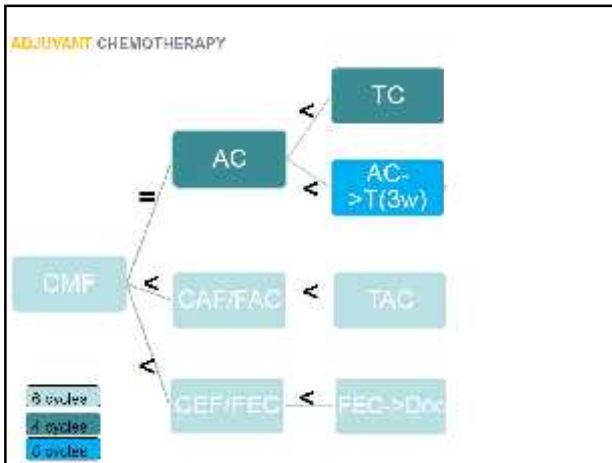 ADJUVANT CHEMOTHERAPY
TC
<
AC
<
AC-
>T(3w)
=
CMF
<
CAF/FAC
<
TAC
<
CEF/FEC
<
FEC->Doc
6 cycles
4 cycles
cycles